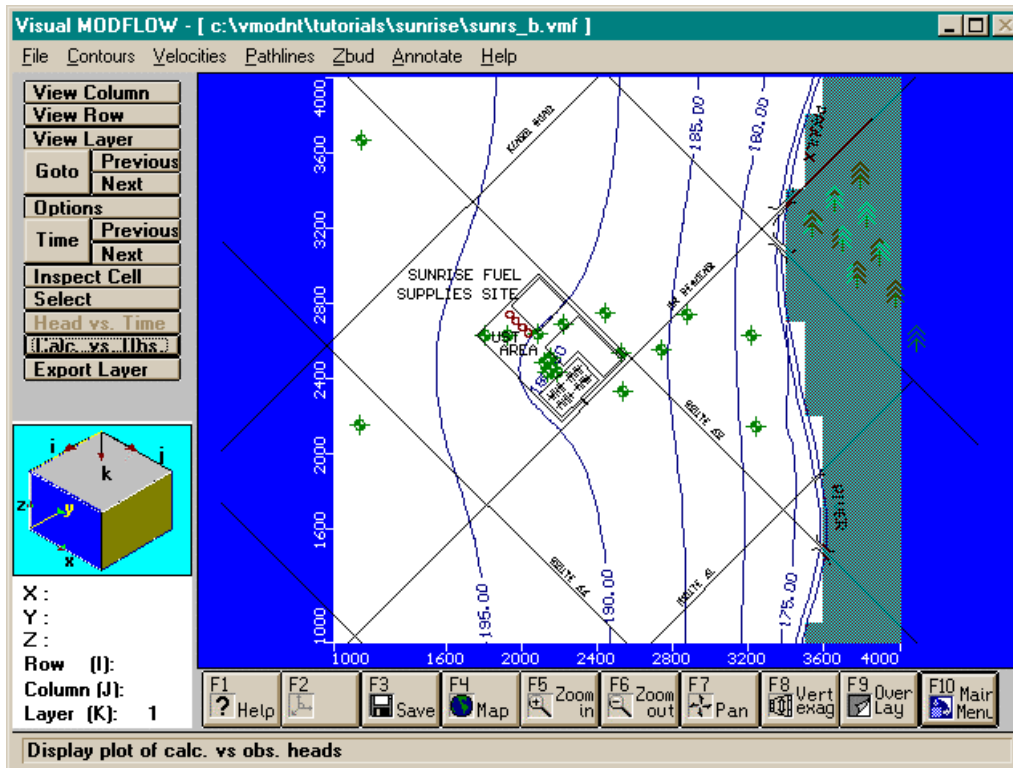 Visual MODFLOW - [ c:\vmodnt\tutorials\sunrise\sunrs_b.vmf ]
File Contours Velocities Pathlines Zbud Annotate Help
View Column
View Row
View Layer
Goto
Previous
Next
Options
Time
Previous
Next
Inspect Cell
Select
Head vs. Time
Calc. vs Obs.
Export Layer
i
j
k
z
y
x
X :
Y :
Z :
Row (I):
Column (J):
Layer (K): 1
4000
3600
3200
2800
2400
2000
1600
1000
1000 1600 2000 2400 2800 3200 3600 4000
185.00
180.00
SUNRISE FUEL
SUPPLIES SITE
UST
AREA
ROUTE
RIVER
195.00
190.00
175.00
F1
? Help
F2
F3
Save
F4
Map
F5
Zoom in
F6
Zoom out
F7
Pan
F8
Vert exag
F9
Over Lay
F10
Main Menu
Display plot of calc. vs obs. heads